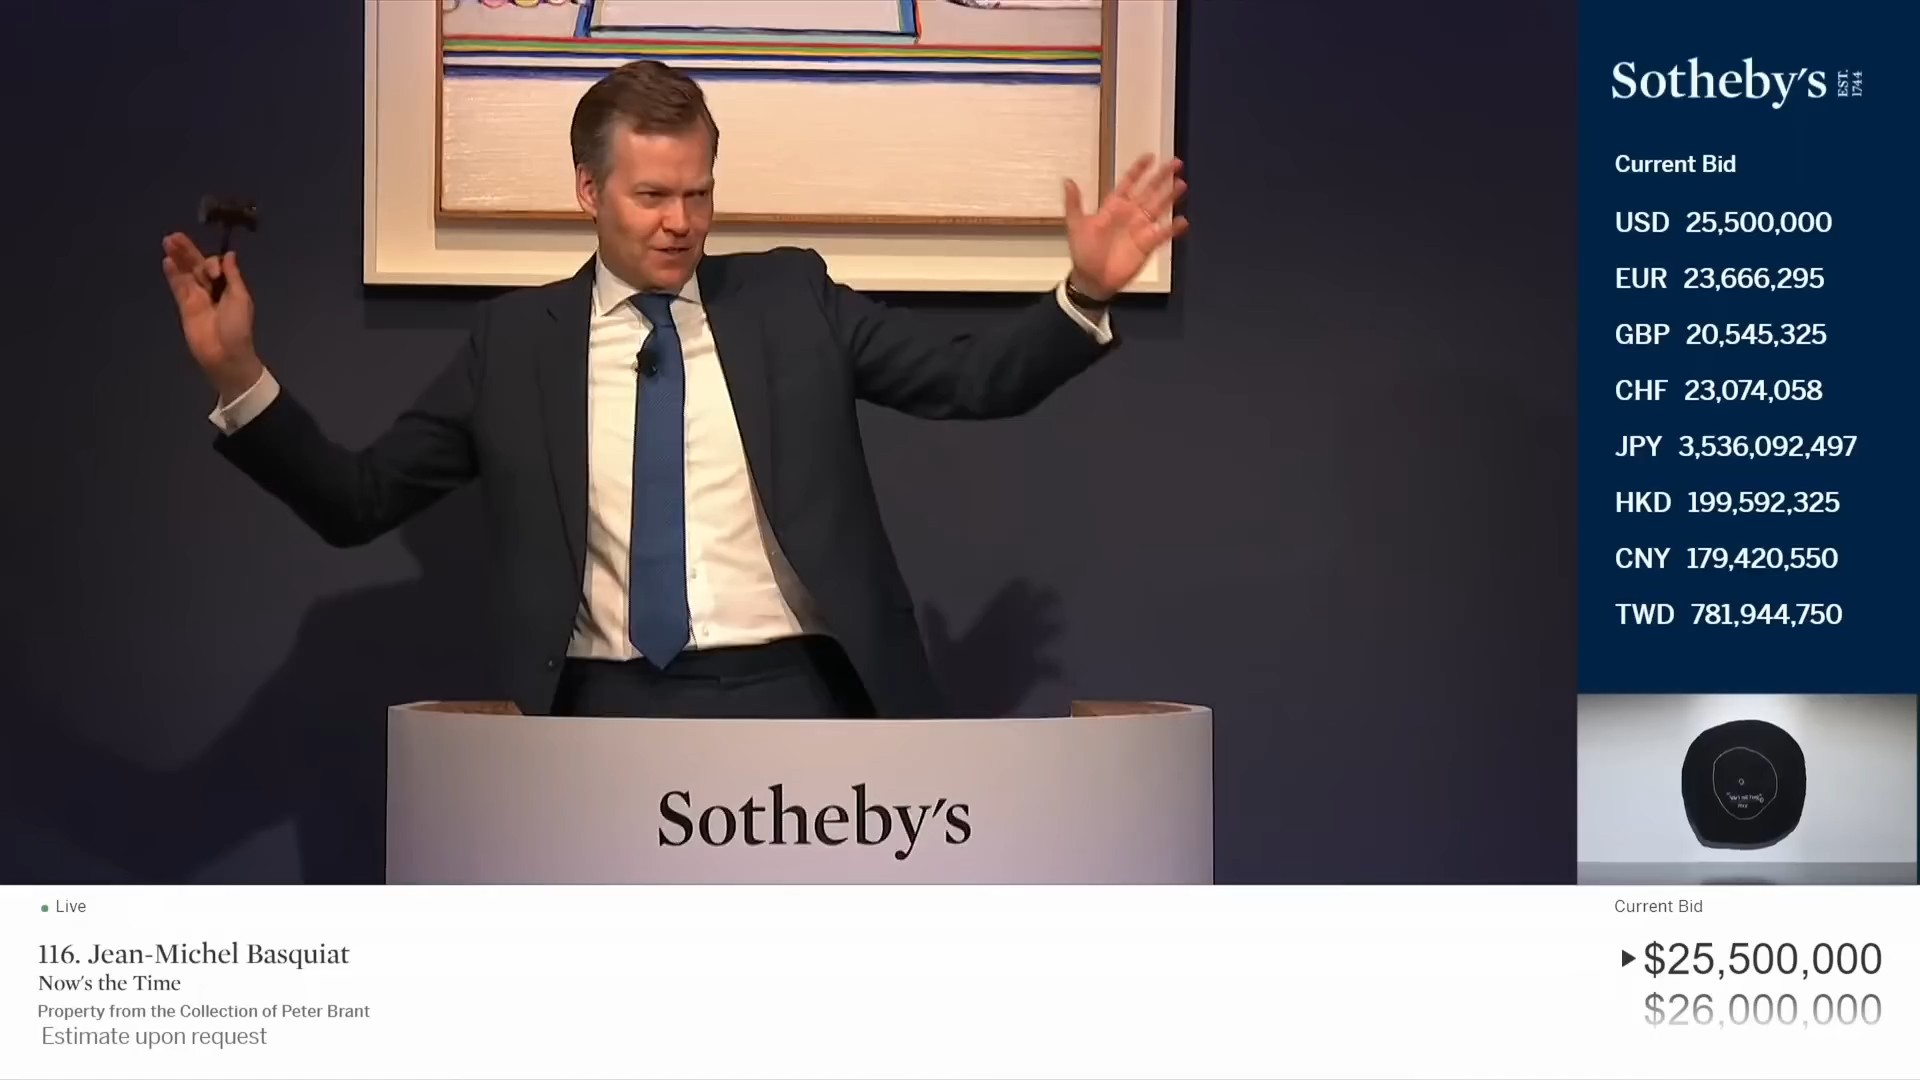 Sotheby's EST. 1744
Current Bid
USD 25,500,000
EUR 23,666,295
GBP 20,545,325
CHF 23,074,058
JPY 3,536,092,497
HKD 199,592,325
CNY 179,420,550
TWD 781,944,750
Sotheby's
Live
116. Jean-Michel Basquiat
Now's the Time
Property from the Collection of Peter Brant
Estimate upon request
Current Bid
$25,500,000
$26,000,000